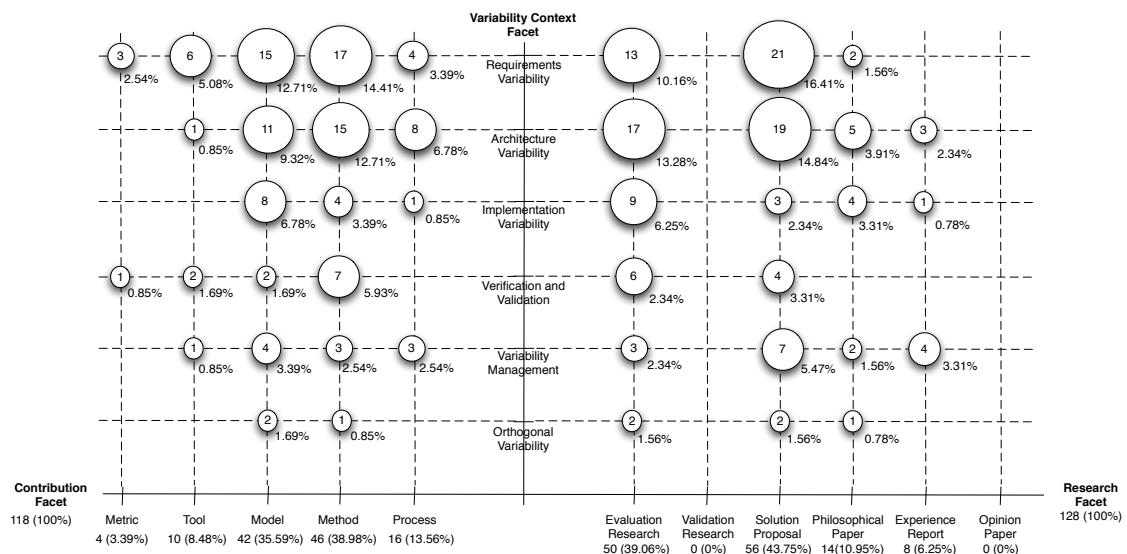 Variability Context
Facet
3
6
15
17
4
13
21
2
Requirements
Variability
2.54%
5.08%
12.71%
14.41%
3.39%
10.16%
16.41%
1.56%
1
11
15
8
17
19
5
3
Architecture
Variability
0.85%
9.32%
12.71%
6.78%
13.28%
14.84%
3.91%
2.34%
8
4
1
9
3
4
1
Implementation
Variability
6.78%
3.39%
0.85%
6.25%
2.34%
3.31%
0.78%
1
2
2
7
6
4
Verification and
Validation
0.85%
1.69%
1.69%
5.93%
2.34%
3.31%
1
4
3
3
3
7
2
4
Variability
Management
0.85%
3.39%
2.54%
2.54%
2.34%
5.47%
1.56%
3.31%
2
1
2
2
1
Orthogonal
Variability
1.69%
0.85%
1.56%
1.56%
0.78%
Contribution
Facet
118 (100%)
Research
Facet
128 (100%)
Metric
4 (3.39%)
Tool
10 (8.48%)
Model
42 (35.59%)
Method
46 (38.98%)
Process
16 (13.56%)
Evaluation
Research
50 (39.06%)
Validation
Research
0 (0%)
Solution
Proposal
56 (43.75%)
Philosophical
Paper
14(10.95%)
Experience
Report
8 (6.25%)
Opinion
Paper
0 (0%)